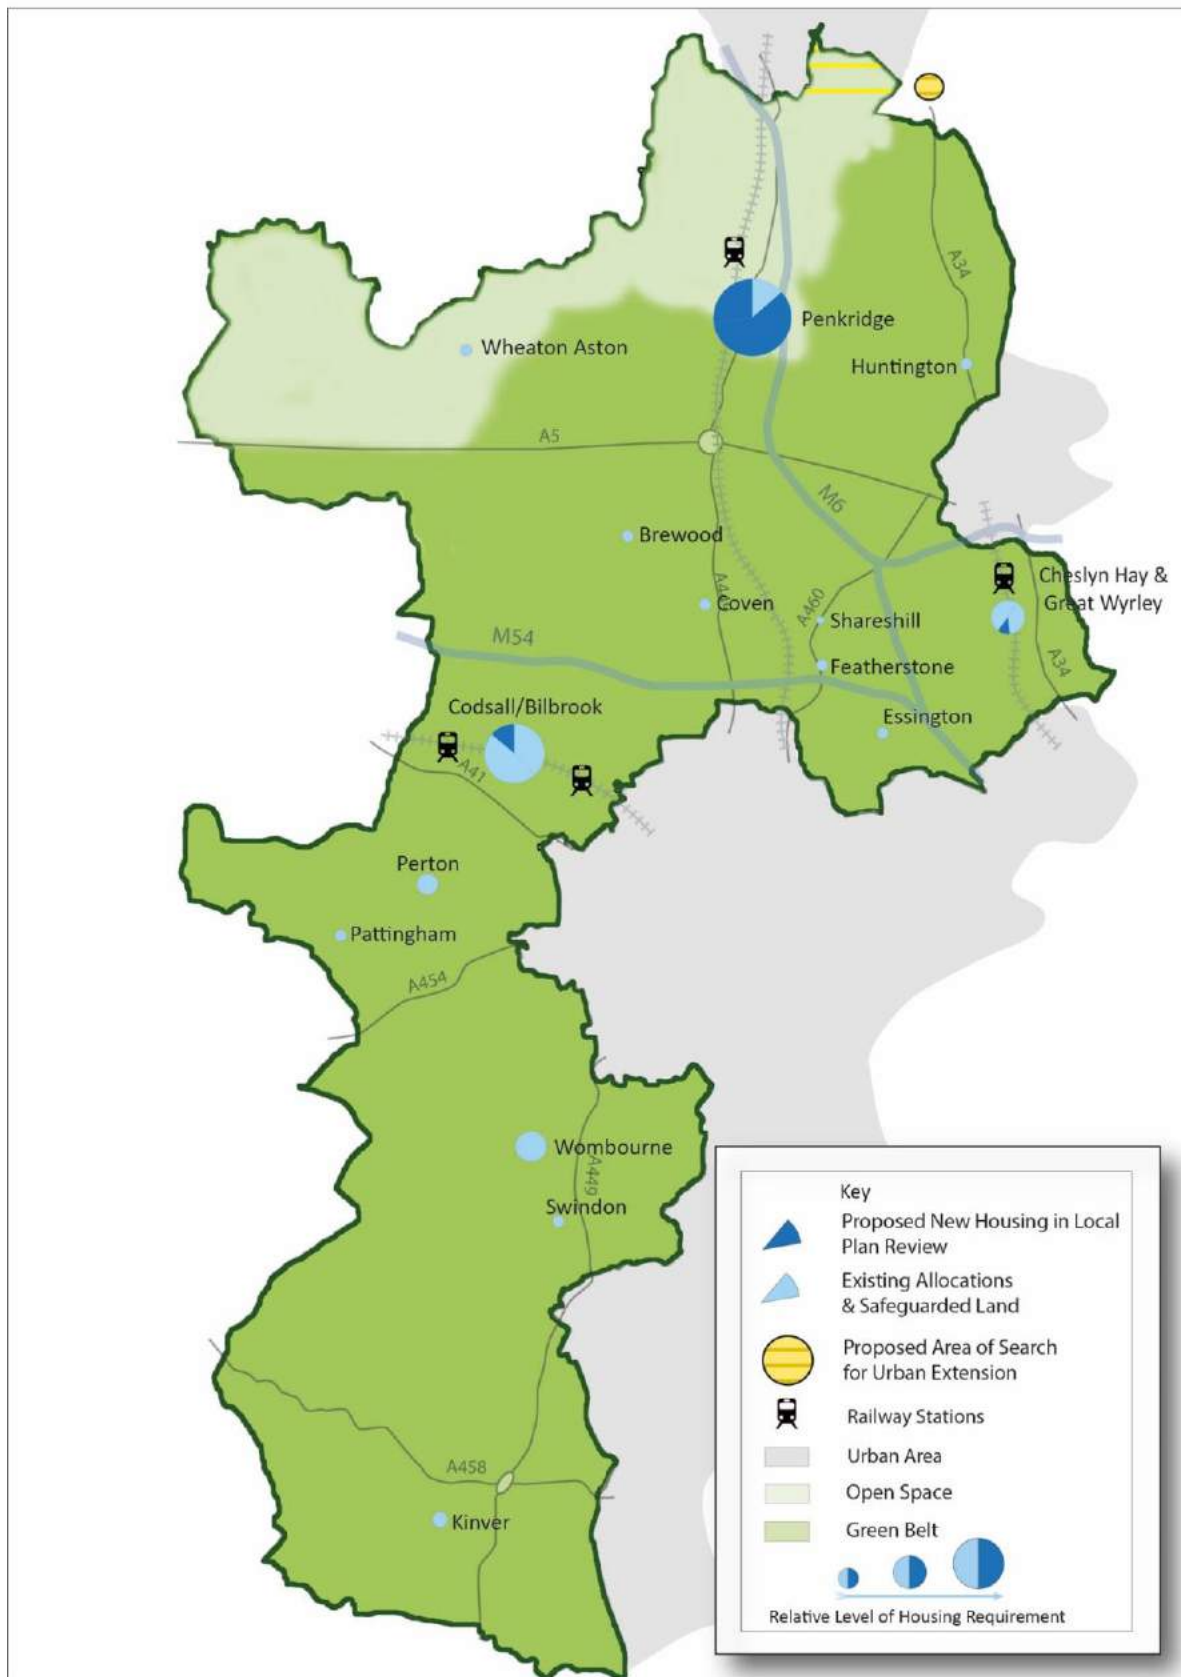 A34
Penkridge
Wheaton Aston
Huntington
A5
M6
Brewood
Cheslyn Hay &
Great Wyrley
Coven
A460
Shareshill
M54
Featherstone
A34
Codsall/Bilbrook
Essington
A41
Perton
Pattingham
A454
Wombourne
A449
Swindon
A458
Kinver
Key
Proposed New Housing in Local
Plan Review
Existing Allocations
& Safeguarded Land
Proposed Area of Search
for Urban Extension
Railway Stations
Urban Area
Open Space
Green Belt
Relative Level of Housing Requirement